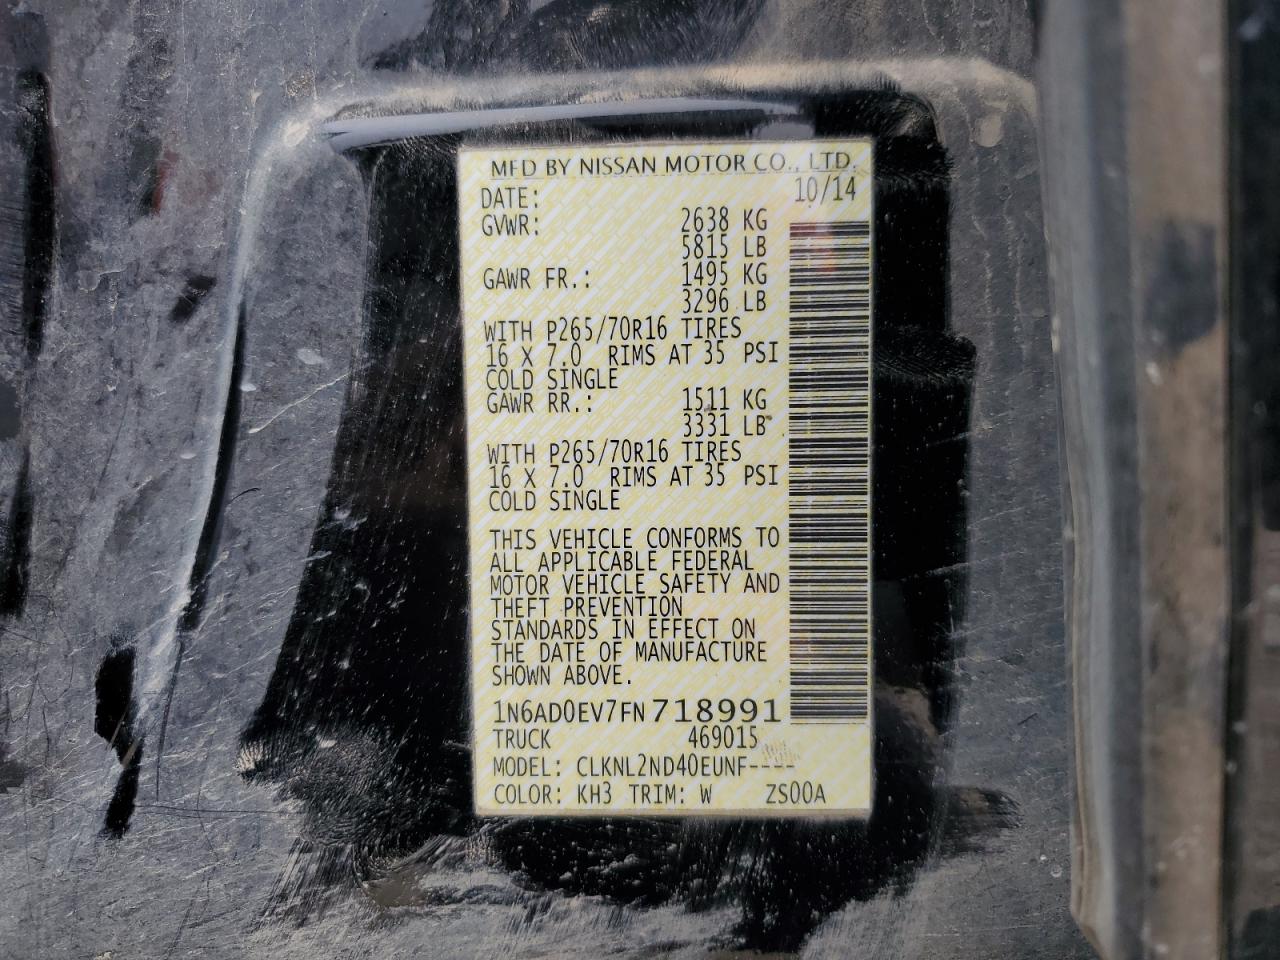 MFD BY NISSAN MOTOR CO., LTD.
DATE: 10/14
GVWR: 2638 KG
5815 LB
GAWR FR.: 1495 KG
3296 LB
WITH P265/70R16 TIRES
16 X 7.0 RIMS AT 35 PSI
COLD SINGLE
GAWR RR.: 1511 KG
3331 LB
WITH P265/70R16 TIRES
16 X 7.0 RIMS AT 35 PSI
COLD SINGLE
THIS VEHICLE CONFORMS TO
ALL APPLICABLE FEDERAL
MOTOR VEHICLE SAFETY AND
THEFT PREVENTION
STANDARDS IN EFFECT ON
THE DATE OF MANUFACTURE
SHOWN ABOVE.
1N6AD0EV7FN718991
TRUCK 469015
MODEL: CLKNL2ND40EUNF----
COLOR: KH3 TRIM: W ZS00A